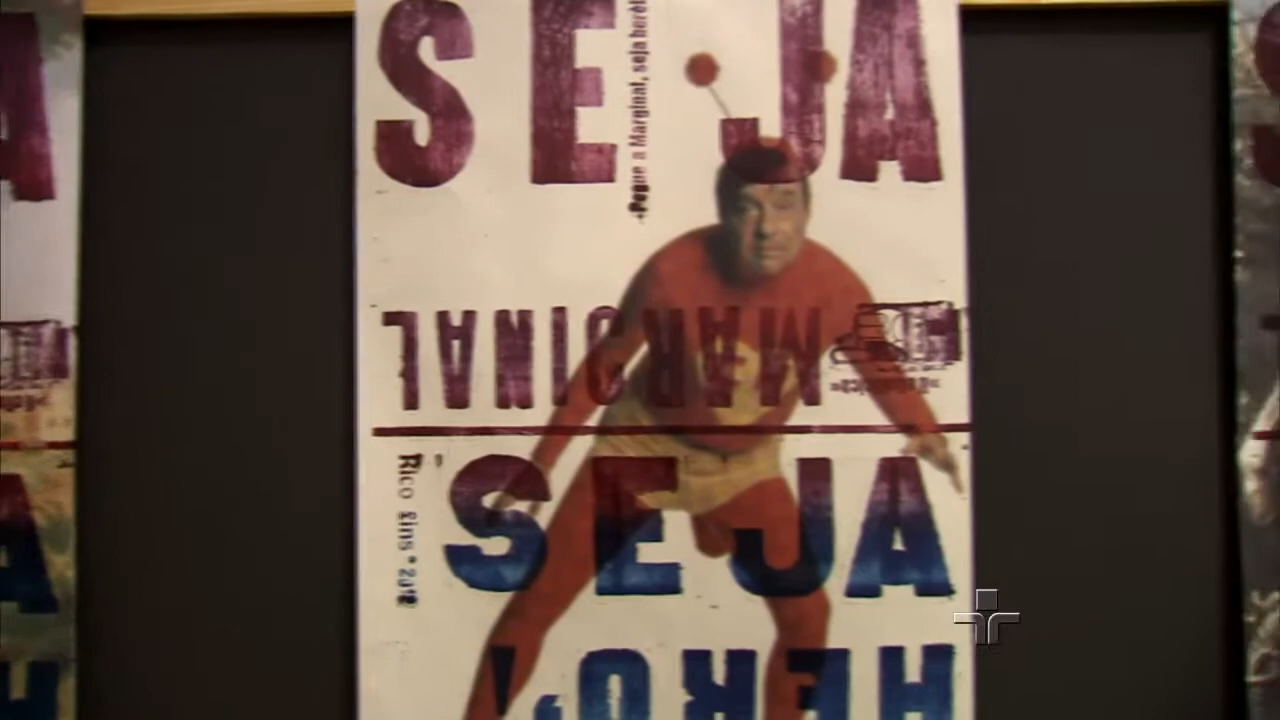 SEJA
•Pegue a Marginal, seja herói
MARGINAL
SEJA
Rico Lins * 2012
HERÓI